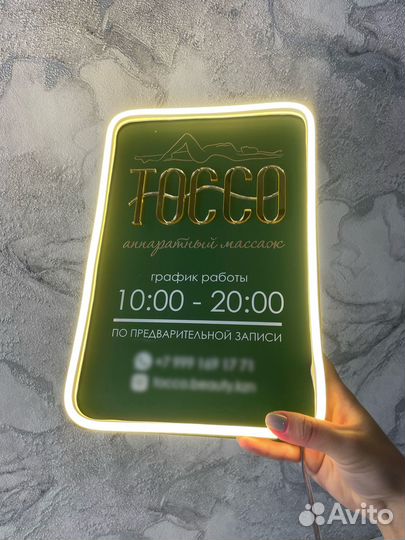 TOCCO
аппаратный массаж
график работы
10:00 - 20:00
ПО ПРЕДВАРИТЕЛЬНОЙ ЗАПИСИ
Avito